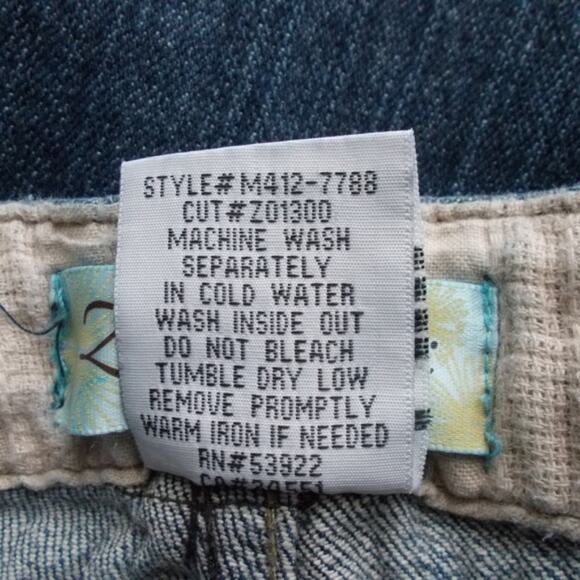 STYLE# M412-7788
CUT# Z01300
MACHINE WASH
SEPARATELY
IN COLD WATER
WASH INSIDE OUT
DO NOT BLEACH
TUMBLE DRY LOW
REMOVE PROMPTLY
WARM IRON IF NEEDED
RN# 53922